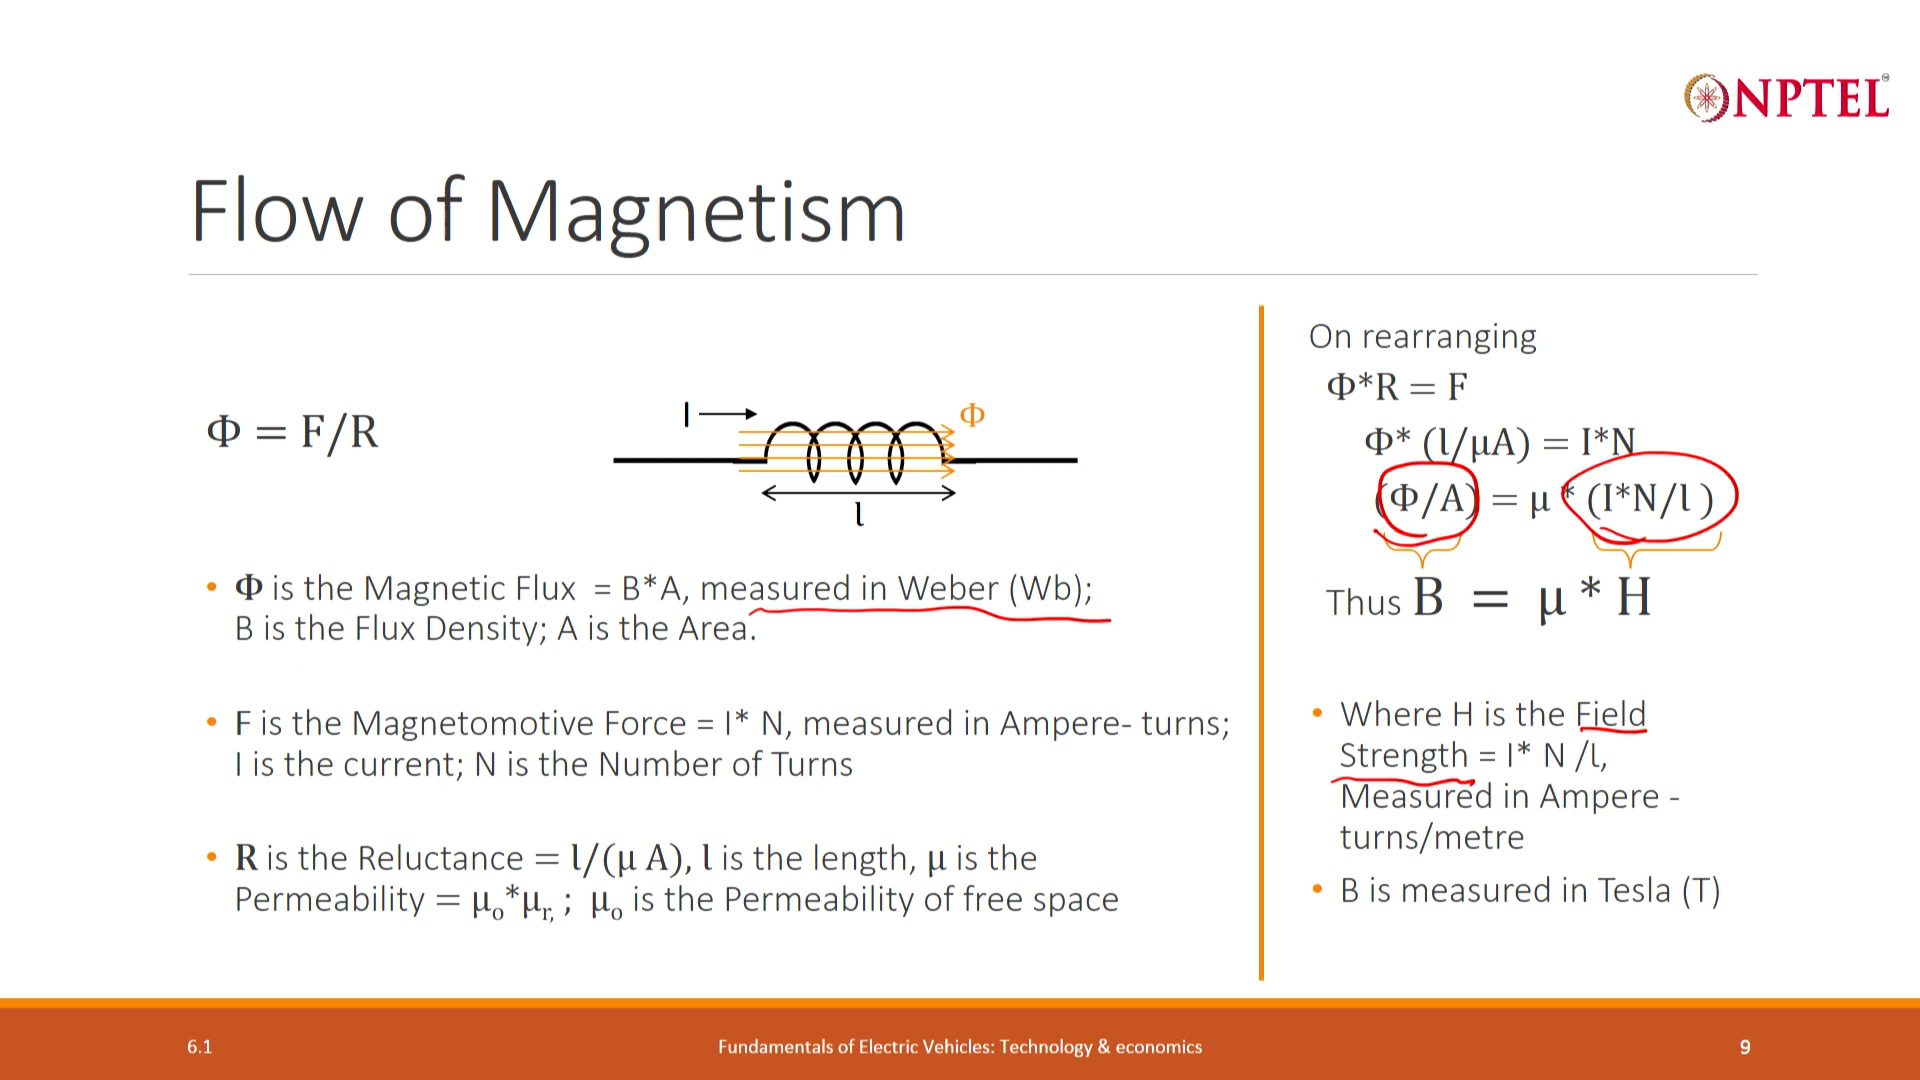 NPTEL™
Flow of Magnetism
Φ = F/R
I
Φ
l
• Φ is the Magnetic Flux = B*A, measured in Weber (Wb);
B is the Flux Density; A is the Area.
• F is the Magnetomotive Force = I* N, measured in Ampere- turns;
I is the current; N is the Number of Turns
• R is the Reluctance = l/(μ A), l is the length, μ is the
Permeability = μo*μr, ; μo is the Permeability of free space
On rearranging
Φ*R = F
Φ* (l/μA) = I*N
(Φ/A) = μ * (I*N/l )
Thus B = μ * H
• Where H is the Field
Strength = I* N /l,
Measured in Ampere -
turns/metre
• B is measured in Tesla (T)
6.1
Fundamentals of Electric Vehicles: Technology & economics
9